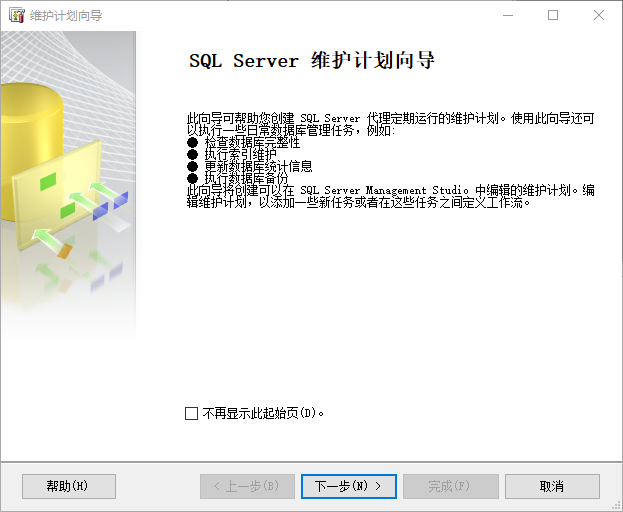 维护计划向导
SQL Server 维护计划向导
此向导可帮助您创建 SQL Server 代理定期运行的维护计划。使用此向导还可
以执行一些日常数据库管理任务，例如:
● 检查数据库完整性
● 执行索引维护
● 更新数据库统计信息
● 执行数据库备份
此向导将创建可以在 SQL Server Management Studio 中编辑的维护计划。编
辑维护计划，以添加一些新任务或者在这些任务之间定义工作流。
不再显示此起始页(D)。
帮助(H)
< 上一步(B)
下一步(N) >
完成(F)
取消